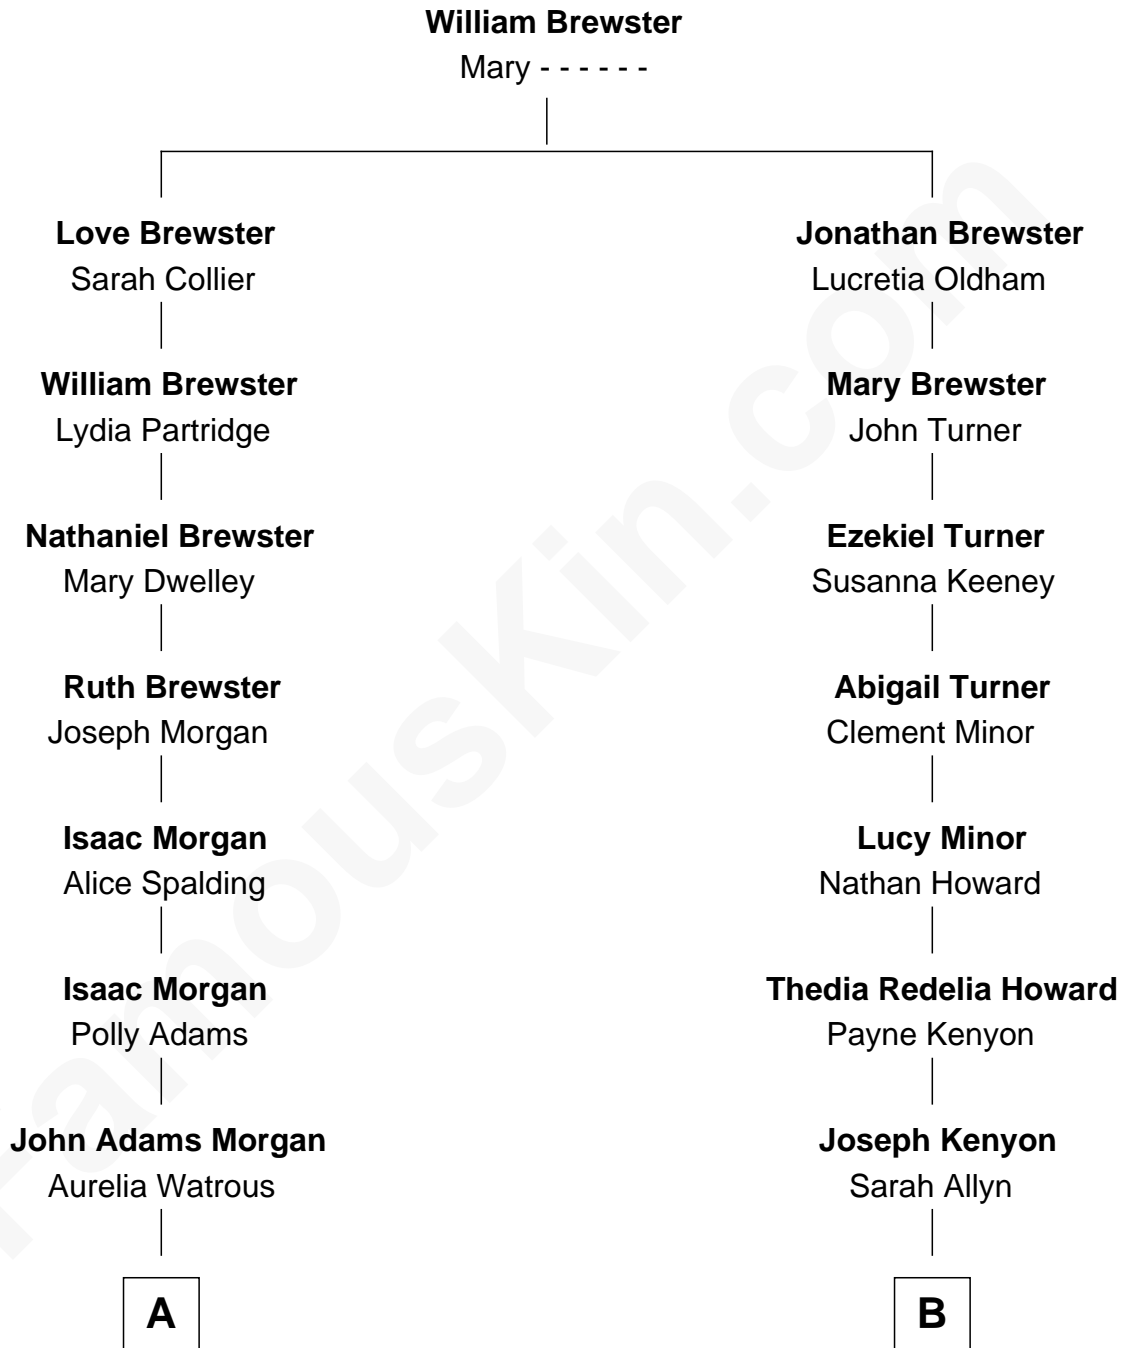 William Brewster
Mary - - - - - -
Love Brewster
Sarah Collier
Jonathan Brewster
Lucretia Oldham
William Brewster
Lydia Partridge
Mary Brewster
John Turner
Nathaniel Brewster
Mary Dwelley
Ezekiel Turner
Susanna Keeney
Ruth Brewster
Joseph Morgan
Abigail Turner
Clement Minor
Isaac Morgan
Alice Spalding
Lucy Minor
Nathan Howard
Isaac Morgan
Polly Adams
Thedia Redelia Howard
Payne Kenyon
John Adams Morgan
Aurelia Watrous
Joseph Kenyon
Sarah Allyn
A
B
FamousKin.com